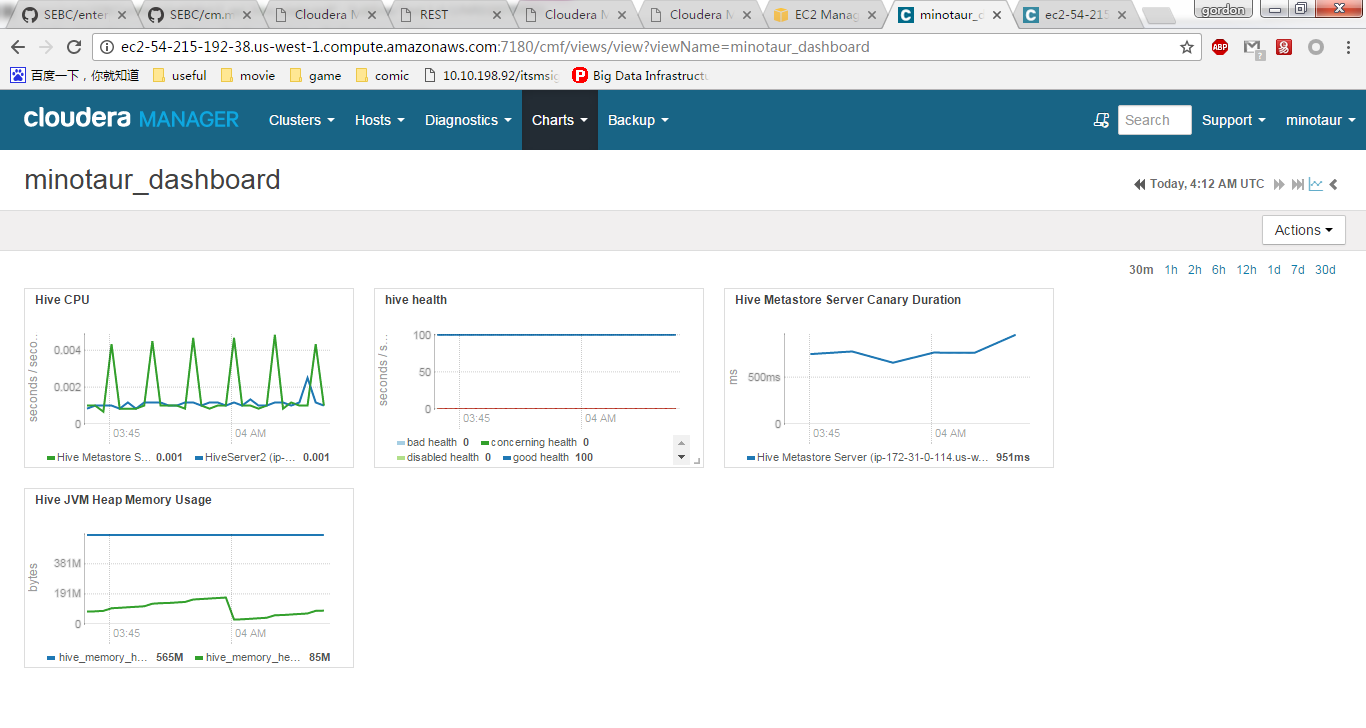 SEBC/enter SEBC/cm.m Cloudera M REST Cloudera M Cloudera M EC2 Manag minotaur_d ec2-54-215 gordon
ec2-54-215-192-38.us-west-1.compute.amazonaws.com:7180/cmf/views/view?viewName=minotaur_dashboard ABP
百度一下，你就知道 useful movie game comic 10.10.198.92/itsmsig Big Data Infrastructu
cloudera MANAGER Clusters Hosts Diagnostics Charts Backup Search Support minotaur
minotaur_dashboard Today, 4:12 AM UTC
Actions
30m 1h 2h 6h 12h 1d 7d 30d
Hive CPU
seconds / seco...
0.004
0.002
0
03:45 04 AM
Hive Metastore S... 0.001 HiveServer2 (ip-... 0.001
hive health
seconds / s...
100
50
0
03:45 04 AM
bad health 0 concerning health 0
disabled health 0 good health 100
Hive Metastore Server Canary Duration
ms
500ms
0
03:45 04 AM
Hive Metastore Server (ip-172-31-0-114.us-w... 951ms
Hive JVM Heap Memory Usage
bytes
381M
191M
0
03:45 04 AM
hive_memory_h... 565M hive_memory_he... 85M